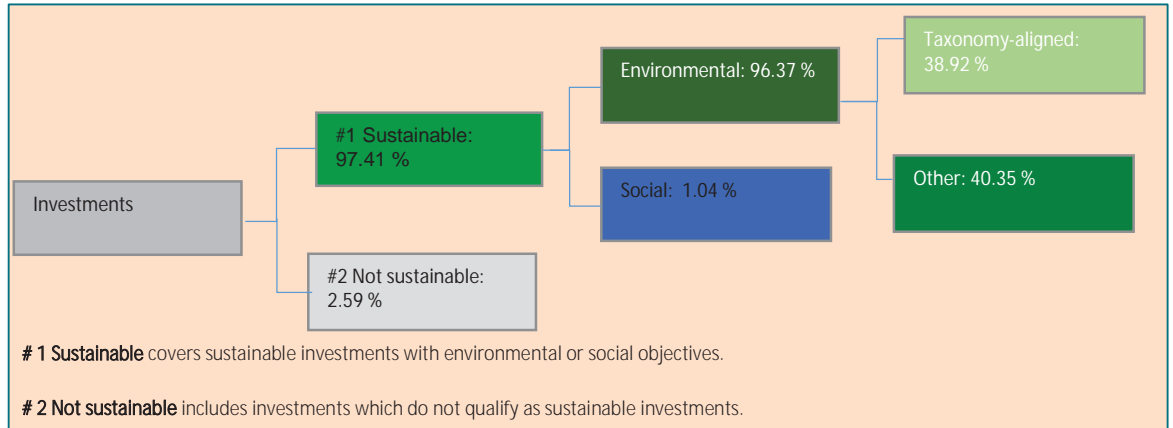 Taxonomy-aligned:
38.92 %
Environmental: 96.37 %
#1 Sustainable:
97.41 %
Other: 40.35 %
Social: 1.04 %
Investments
#2 Not sustainable:
2.59 %
# 1 Sustainable covers sustainable investments with environmental or social objectives.
# 2 Not sustainable includes investments which do not qualify as sustainable investments.